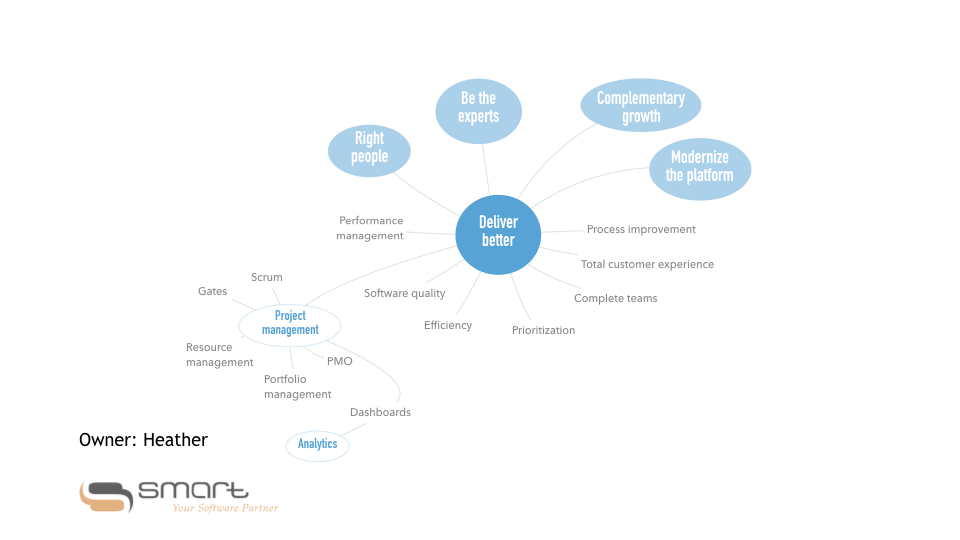 Be the
experts
Complementary
growth
Right
people
Modernize
the platform
Deliver
better
Performance
management
Process improvement
Total customer experience
Scrum
Gates
Software quality
Complete teams
Project
management
Efficiency
Prioritization
Resource
management
PMO
Portfolio
management
Dashboards
Analytics
Owner: Heather
smart
Your Software Partner